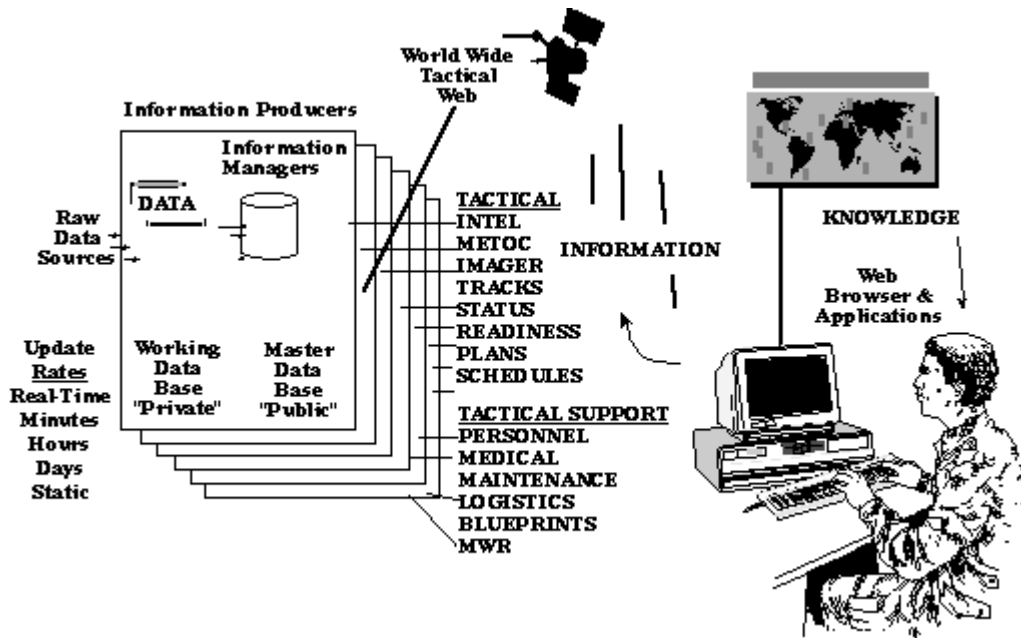 World Wide
Tactical
Web
Information Producers
Information
Managers
DATA
Raw
Data
Sources
Update
Rates
Real-Time
Minutes
Hours
Days
Static
Working
Data
Base
"Private"
Master
Data
Base
"Public"
TACTICAL
INTEL
METOC
IMAGER
TRACKS
STATUS
READINESS
PLANS
SCHEDULES
TACTICAL SUPPORT
PERSONNEL
MEDICAL
MAINTENANCE
LOGISTICS
BLUEPRINTS
MWR
INFORMATION
KNOWLEDGE
Web
Browser &
Applications